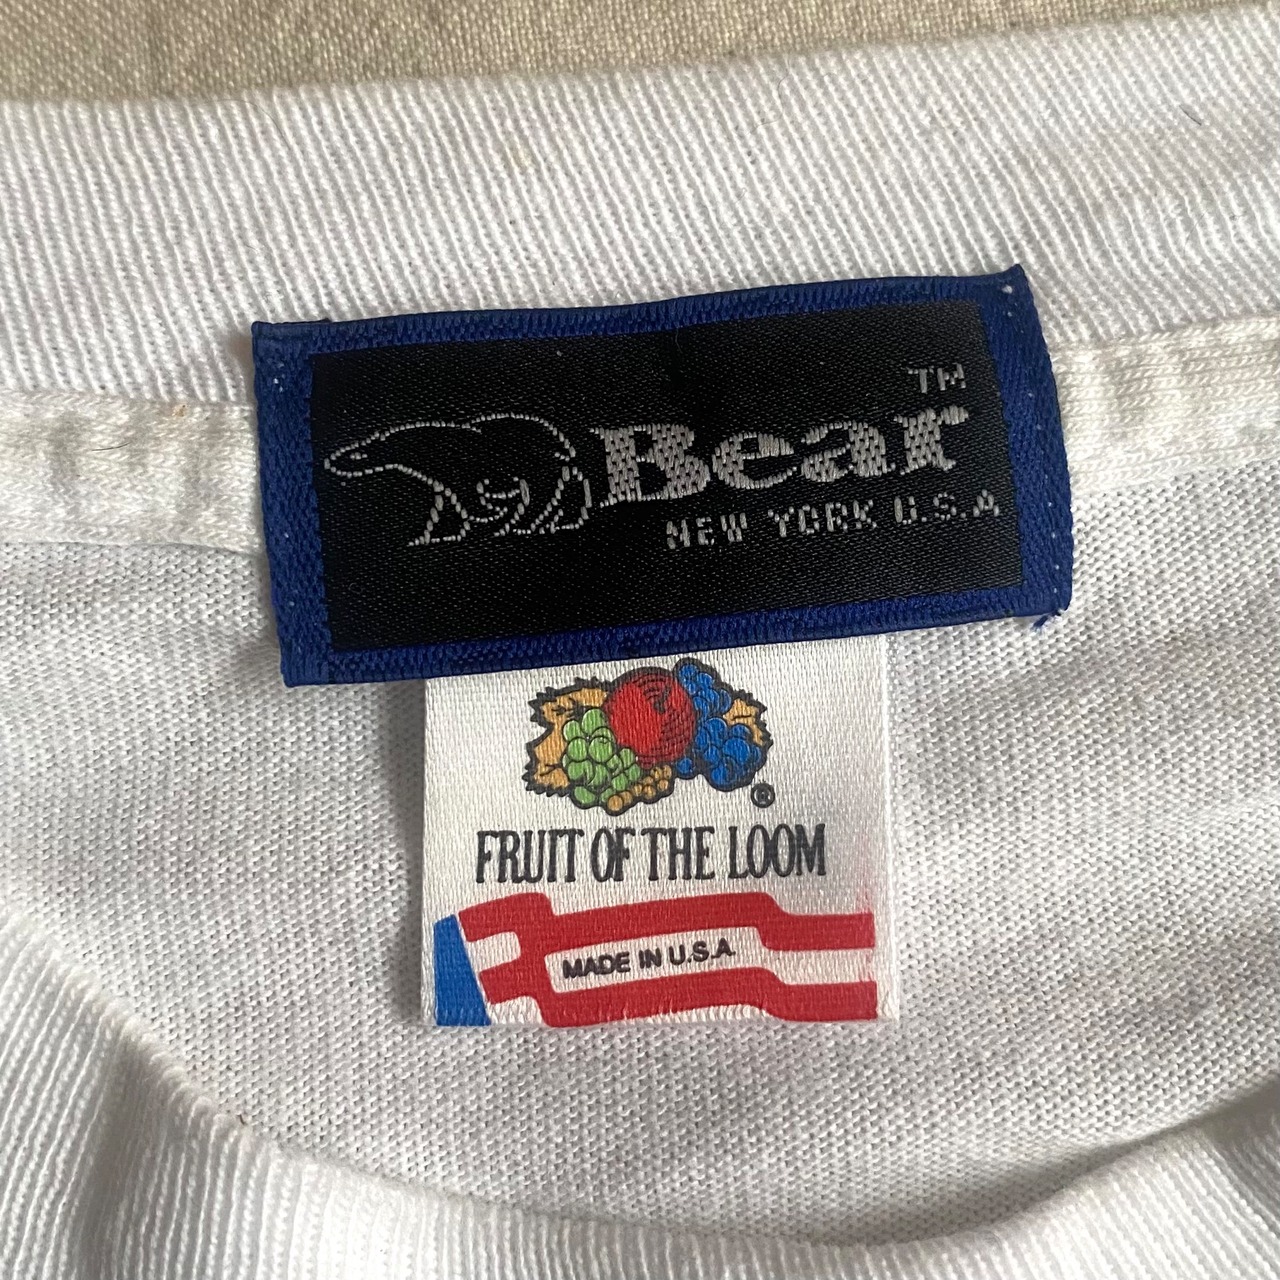 TM
Bear
NEW YORK U.S.A
®
FRUIT OF THE LOOM
MADE IN U.S.A.